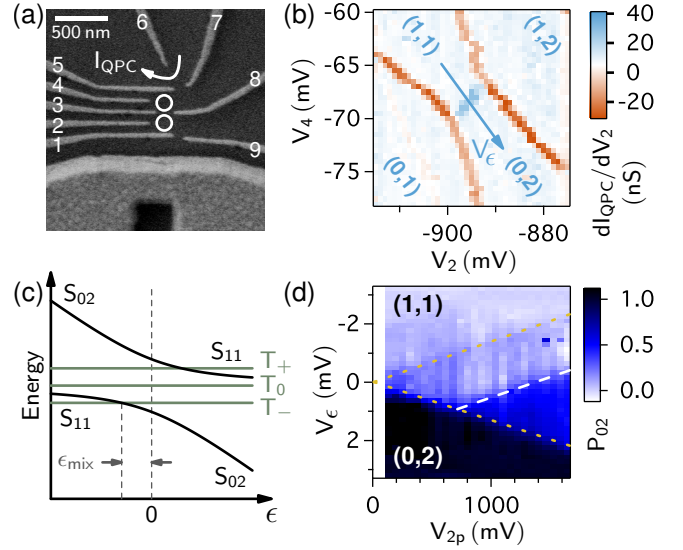 (a)
500 nm
6
7
I_QPC
5
4
3
2
1
8
9
(b)
-60
-65
-70
-75
V_4 (mV)
(1,1)
(1,2)
(0,1)
(0,2)
V_ϵ
-900
-880
V_2 (mV)
40
20
0
-20
dI_QPC/dV_2
(nS)
(c)
S_02
S_11
T_+
T_0
T_−
S_11
ϵ_mix
S_02
Energy
0
ϵ
(d)
(1,1)
(0,2)
-2
0
2
V_ϵ (mV)
0
1000
V_2p (mV)
1.0
0.5
0.0
P_02